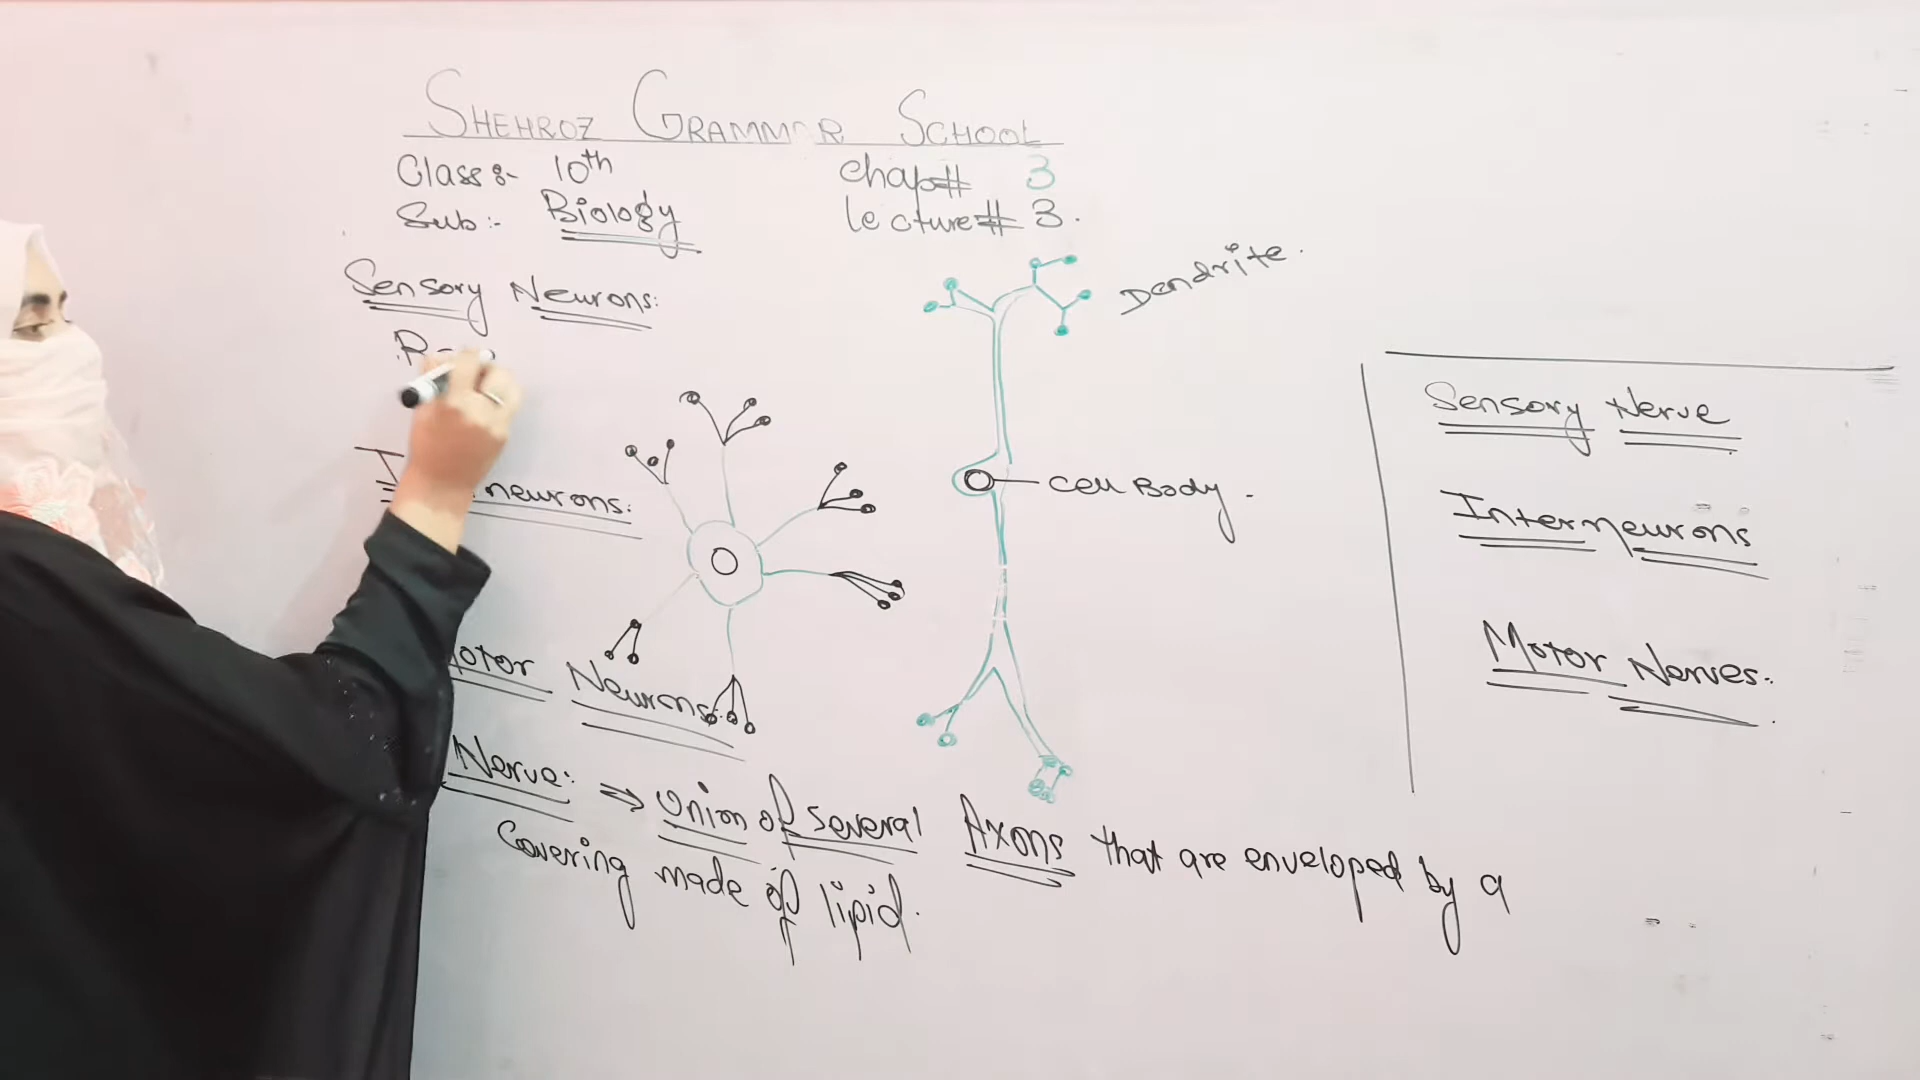 SHEHROZ GRAMMAR SCHOOL
Class:- 10th
Chap# 3
Sub:- Biology
lecture# 3.
Sensory Neurons:
Dendrite.
Cell Body.
neurons:
Motor Neurons:
Nerve: ⇒ Union of Several Axons that are enveloped by a
Covering made of lipid.
Sensory Nerve
Interneurons
Motor Nerves.